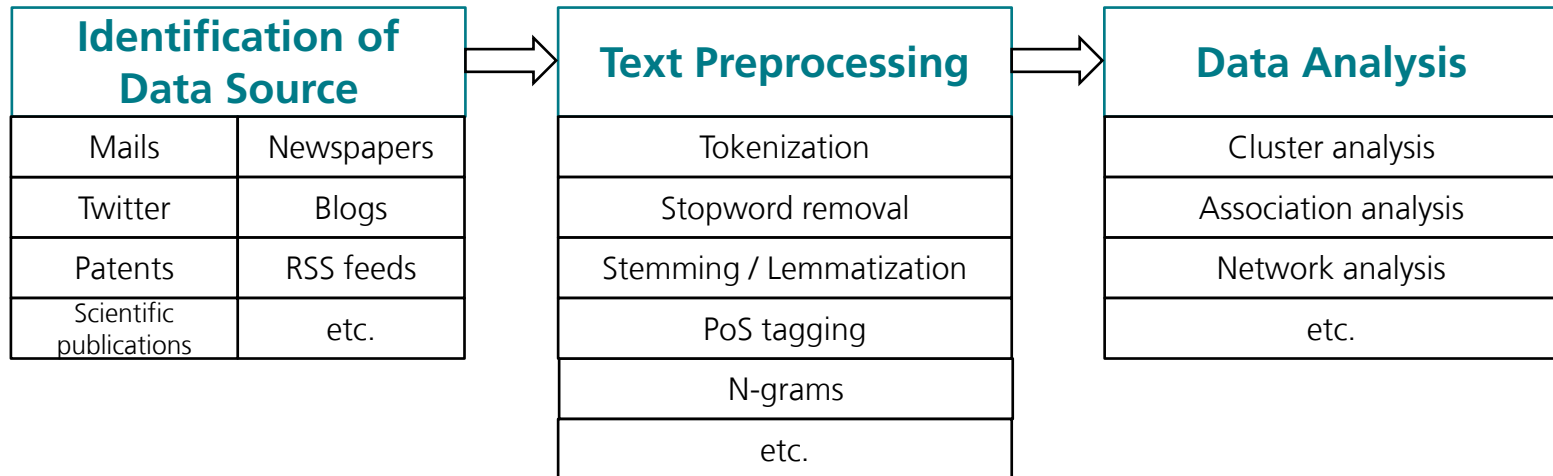 Identification of
Data Source
Text Preprocessing
Data Analysis
Mails
Newspapers
Tokenization
Cluster analysis
Twitter
Blogs
Stopword removal
Association analysis
Patents
RSS feeds
Stemming / Lemmatization
Network analysis
Scientific
publications
etc.
PoS tagging
etc.
N-grams
etc.